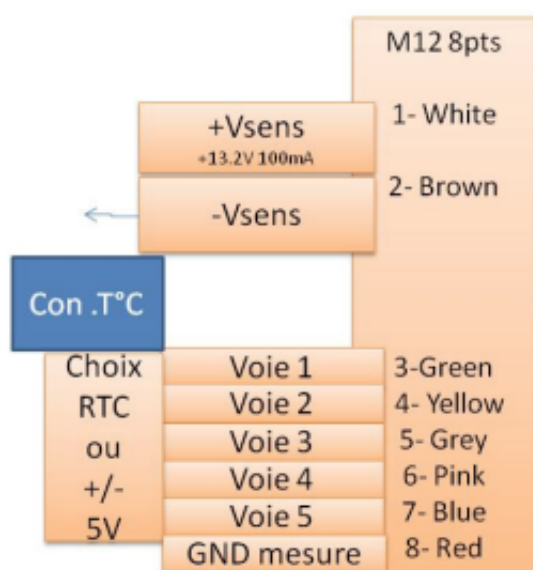 M12 8pts
+Vsens
+13.2V 100mA
1- White
-Vsens
2- Brown
Con .T°C
Choix
RTC
ou
+/-
5V
Voie 1
Voie 2
Voie 3
Voie 4
Voie 5
GND mesure
3-Green
4- Yellow
5- Grey
6- Pink
7- Blue
8- Red